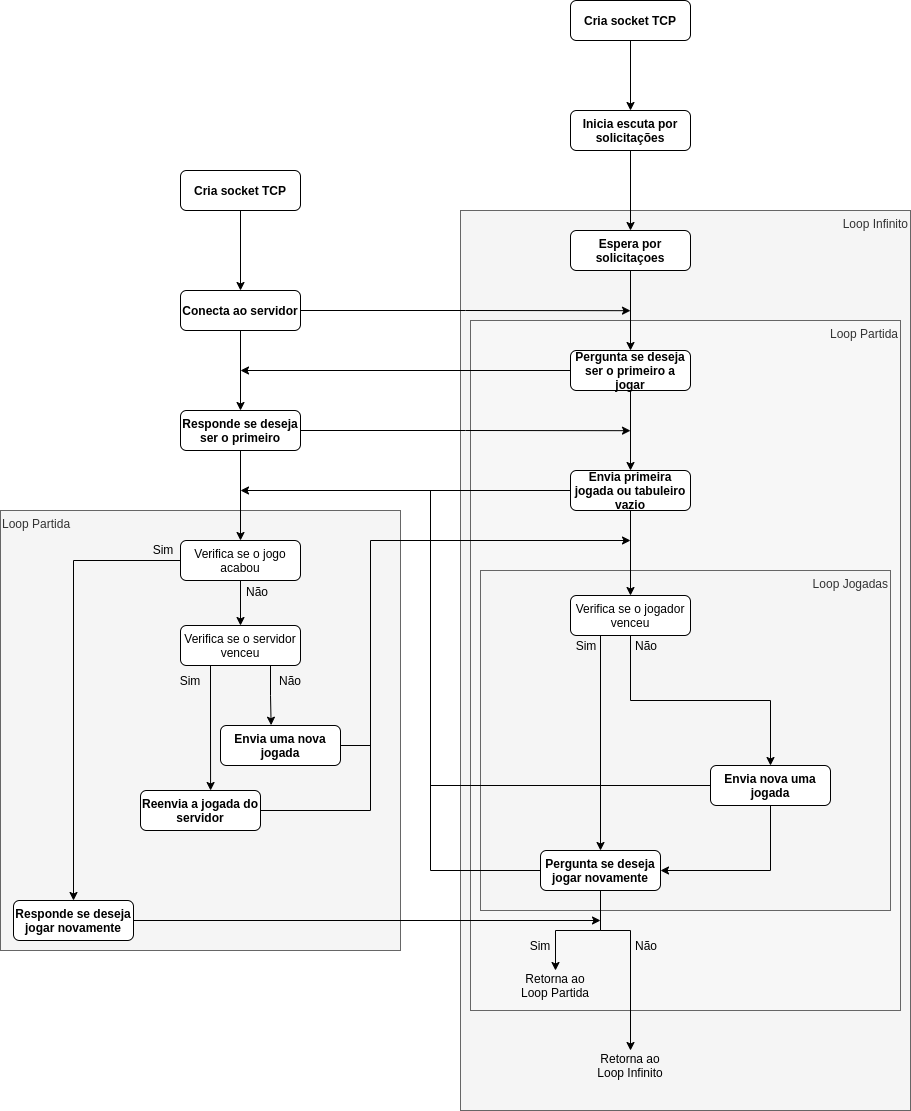 Cria socket TCP
Inicia escuta por
solicitações
Cria socket TCP
Loop Infinito
Espera por
solicitaçoes
Conecta ao servidor
Loop Partida
Pergunta se deseja
ser o primeiro a
jogar
Responde se deseja
ser o primeiro
Envia primeira
jogada ou tabuleiro
vazio
Loop Partida
Sim
Verifica se o jogo
acabou
Não
Loop Jogadas
Verifica se o jogador
venceu
Sim
Não
Verifica se o servidor
venceu
Sim
Não
Envia uma nova
jogada
Envia nova uma
jogada
Reenvia a jogada do
servidor
Pergunta se deseja
jogar novamente
Responde se deseja
jogar novamente
Sim
Não
Retorna ao
Loop Partida
Retorna ao
Loop Infinito